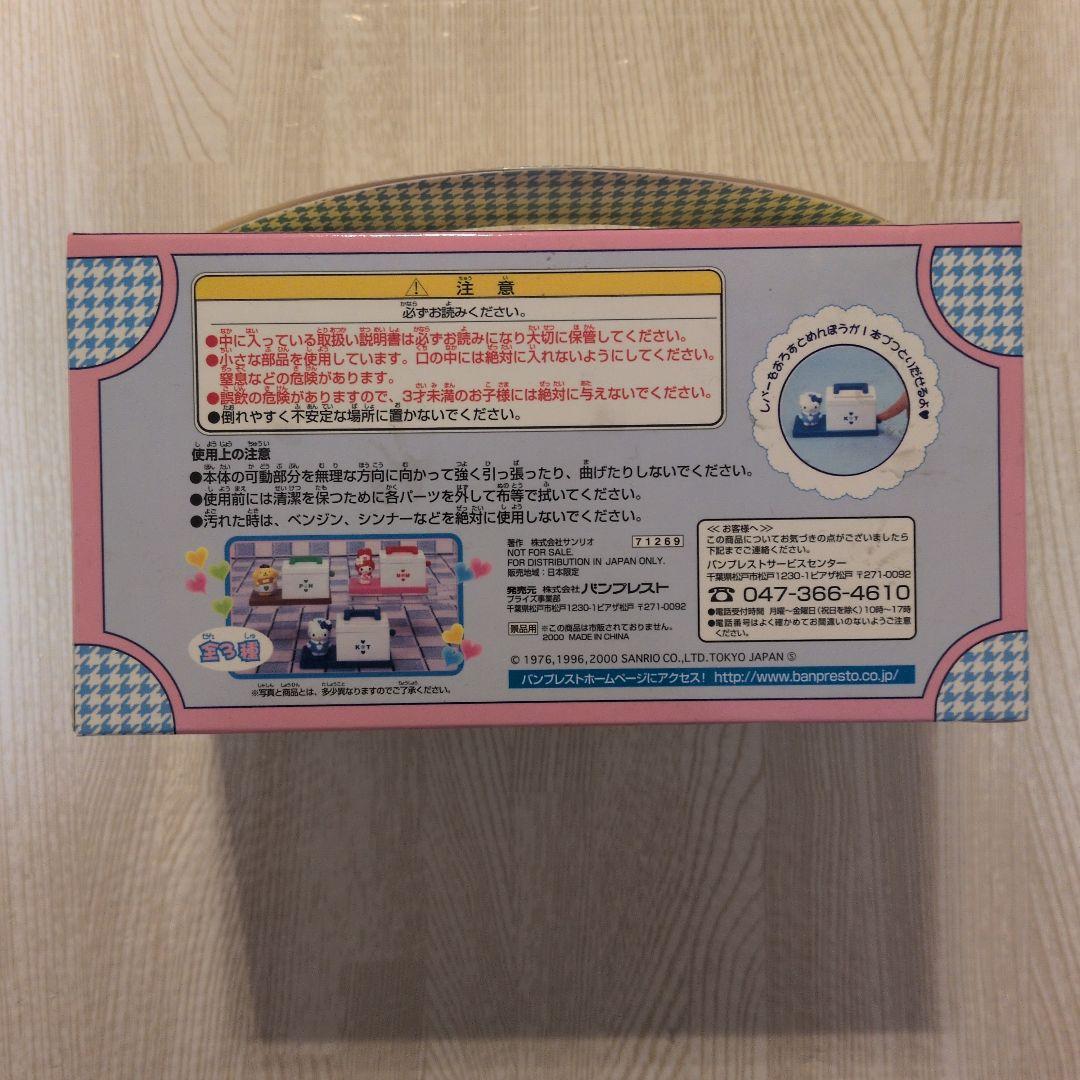 ⚠ 注意
必ずお読みください。
●中に入っている取扱い説明書は必ずお読みになり大切に保管してください。
●小さな部品を使用しています。口の中には絶対に入れないようにしてください。
窒息などの危険があります。
●誤飲の危険がありますので、3才未満のお子様には絶対に与えないでください。
●倒れやすく不安定な場所に置かないでください。
使用上の注意
●本体の可動部分を無理な方向に向かって強く引っ張ったり、曲げたりしないでください。
●使用前には清潔を保つために各パーツを外して布等で拭いてください。
●汚れた時は、ベンジン、シンナーなどを絶対に使用しないでください。
レバーをおろすとめんぼうが1本づつといだせるよ♥
K♥T
P♥N
M♥M
K♥T
全3種
※写真と商品とは、多少異なりますのでご了承ください。
著作 株式会社サンリオ 71269
NOT FOR SALE.
FOR DISTRIBUTION IN JAPAN ONLY.
販売地域:日本限定
発売元 株式会社バンプレスト
プライズ事業部
千葉県松戸市松戸1230-1ピアザ松戸 〒271-0092
景品用 ※この商品は市販されておりません。
2000 MADE IN CHINA
© 1976,1996,2000 SANRIO CO.,LTD.TOKYO JAPAN Ⓢ
バンプレストホームページにアクセス! http://www.banpresto.co.jp/
≪お客様へ≫
この商品についてお気づきの点がございましたら
下記までご連絡ください。
バンプレストサービスセンター
千葉県松戸市松戸1230-1ピアザ松戸 〒271-0092
☎ 047-366-4610
●電話受付時間 月曜〜金曜日(祝日を除く)10時〜17時
●電話番号はよく確かめてお間違いのないようご注意
ください。